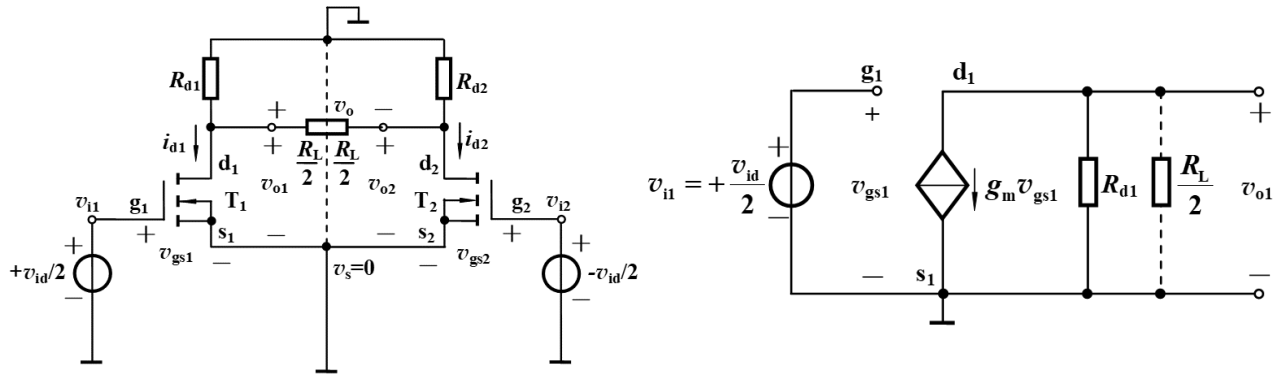 R_d1
R_d2
v_o
+ −
i_d1
i_d2
+ +
R_L/2 R_L/2
d_1
d_2
v_o1
v_o2
v_i1
g_1
T_1
T_2
g_2
v_i2
+
s_1
−
−
s_2
+
v_gs1
−
v_s=0
−
v_gs2
+
+v_id/2
−
+
-v_id/2
−
g_1
d_1
+
+
v_i1 = + v_id/2
+
−
v_gs1
g_m v_gs1
R_d1
R_L/2
v_o1
−
s_1
−